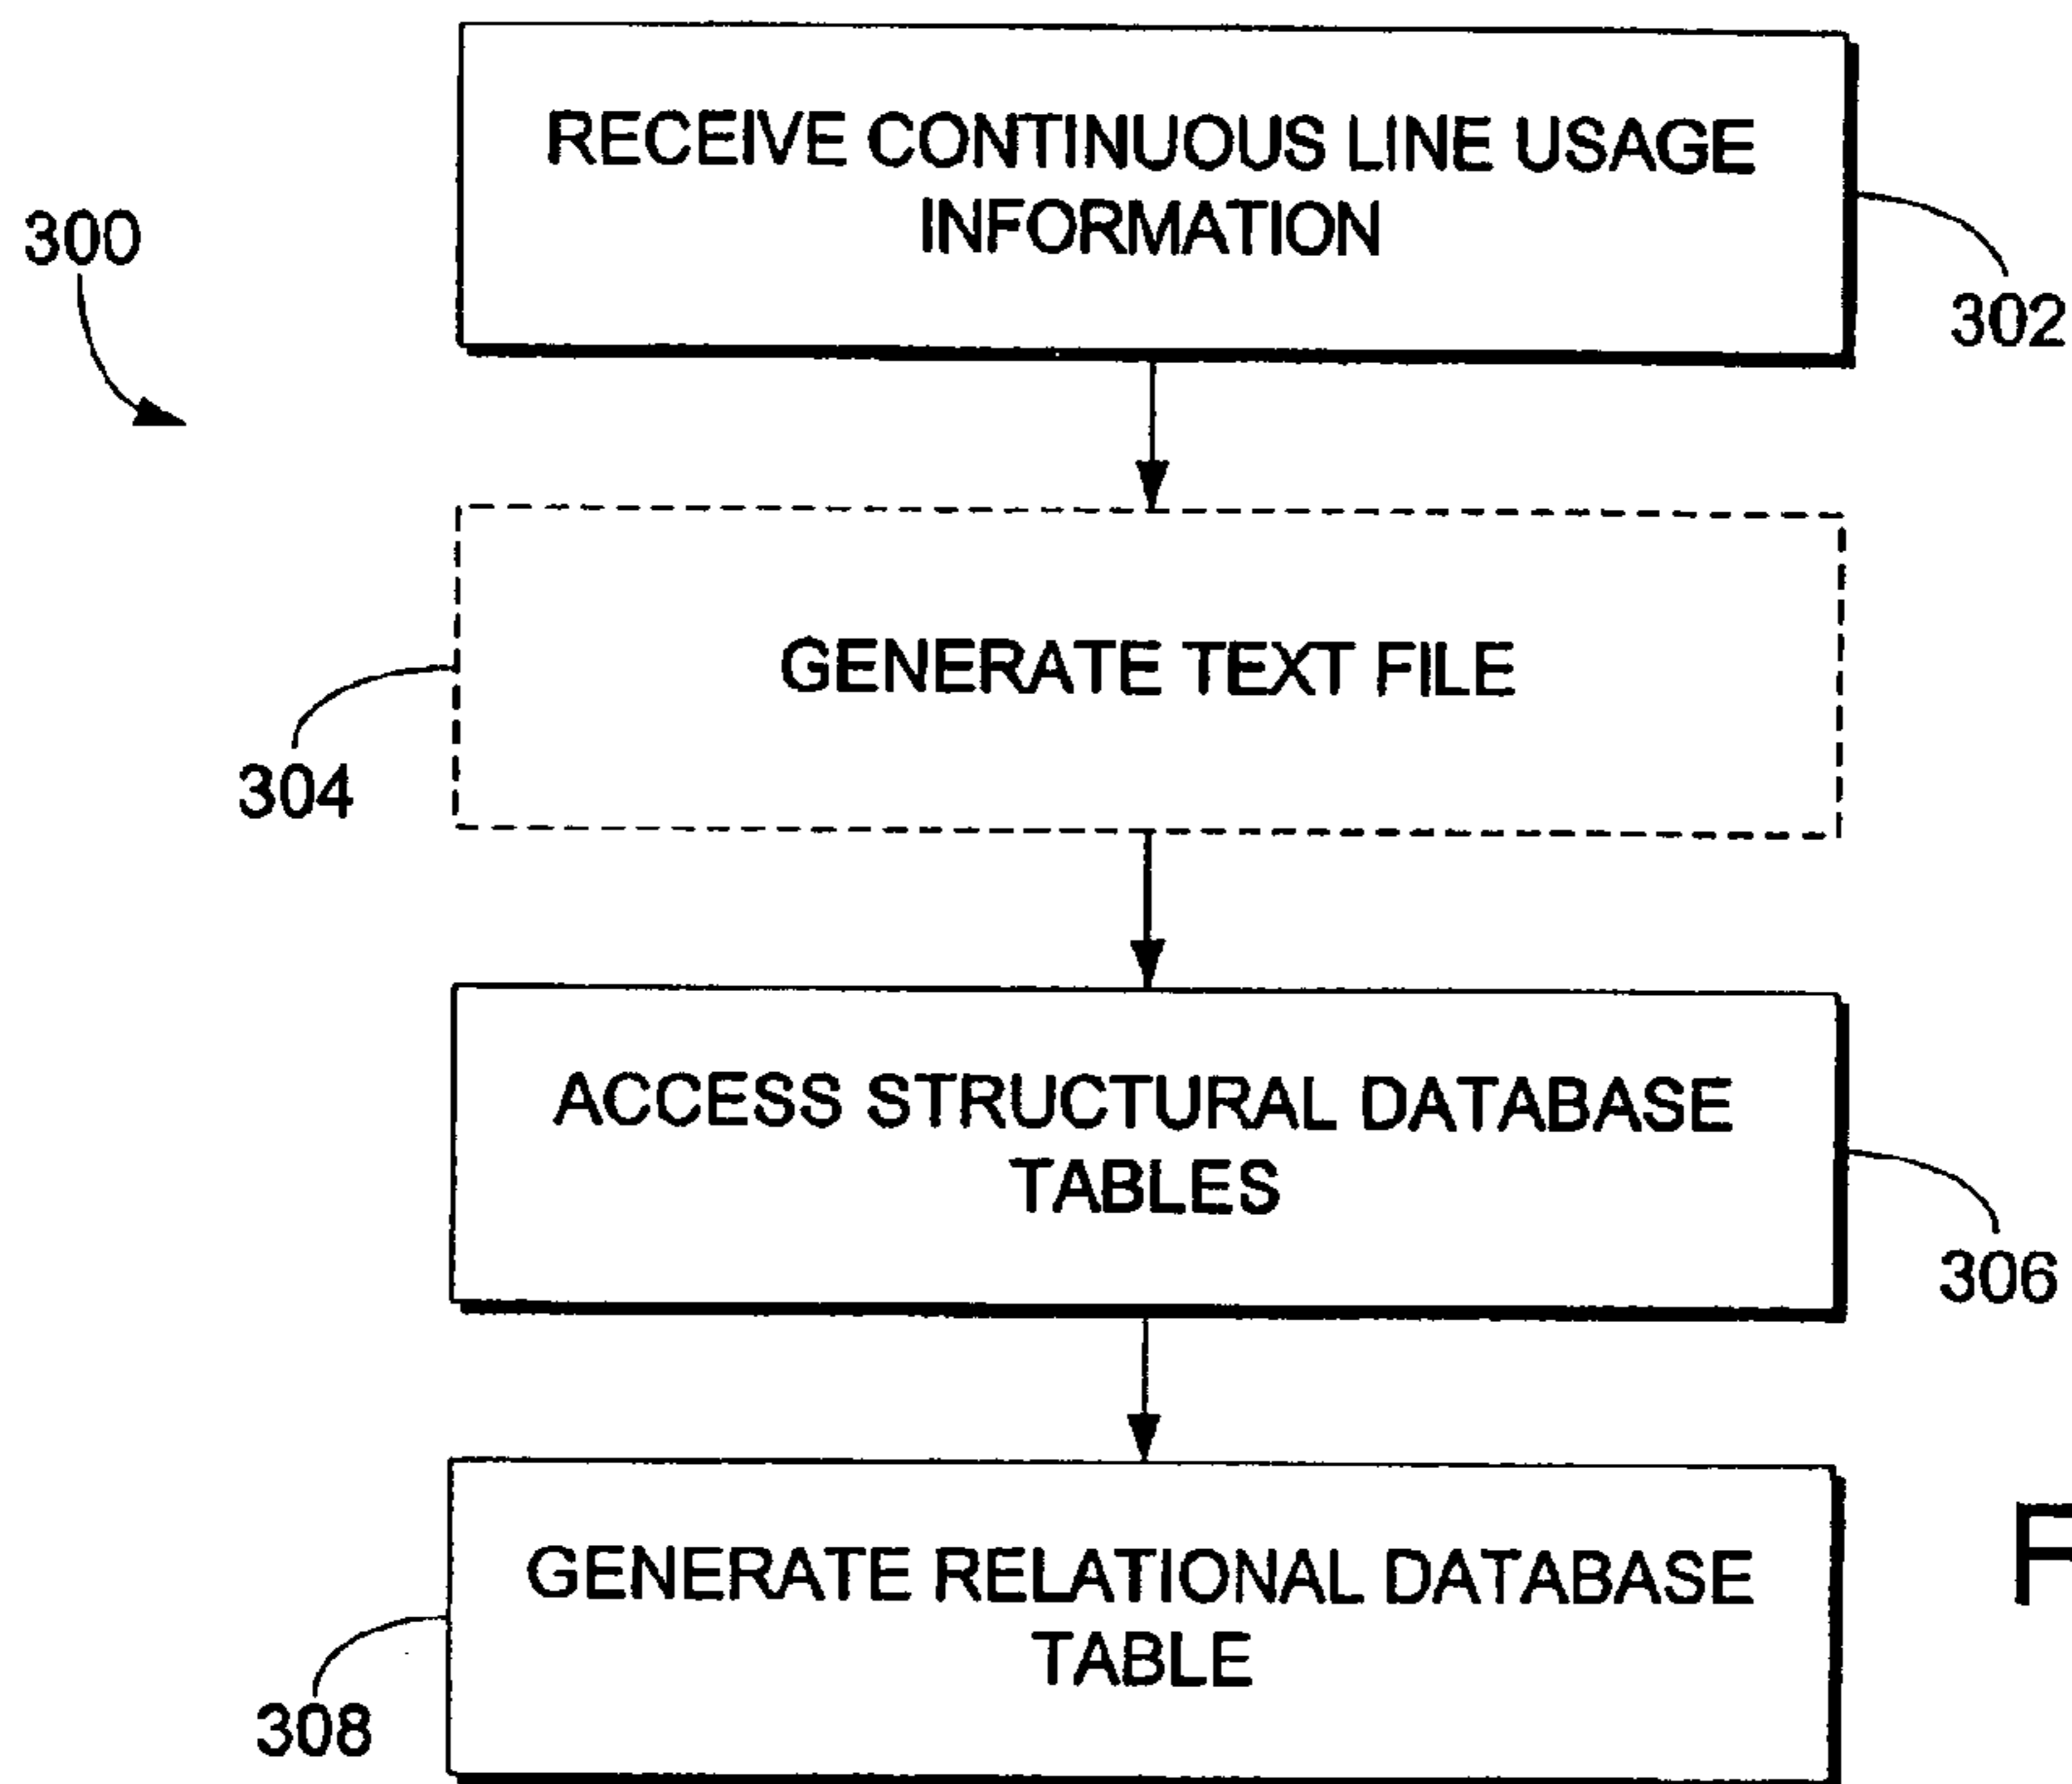 RECEIVE CONTINUOUS LINE USAGE
INFORMATION
300
302
GENERATE TEXT FILE
304
ACCESS STRUCTURAL DATABASE
TABLES
306
GENERATE RELATIONAL DATABASE
TABLE
308
F